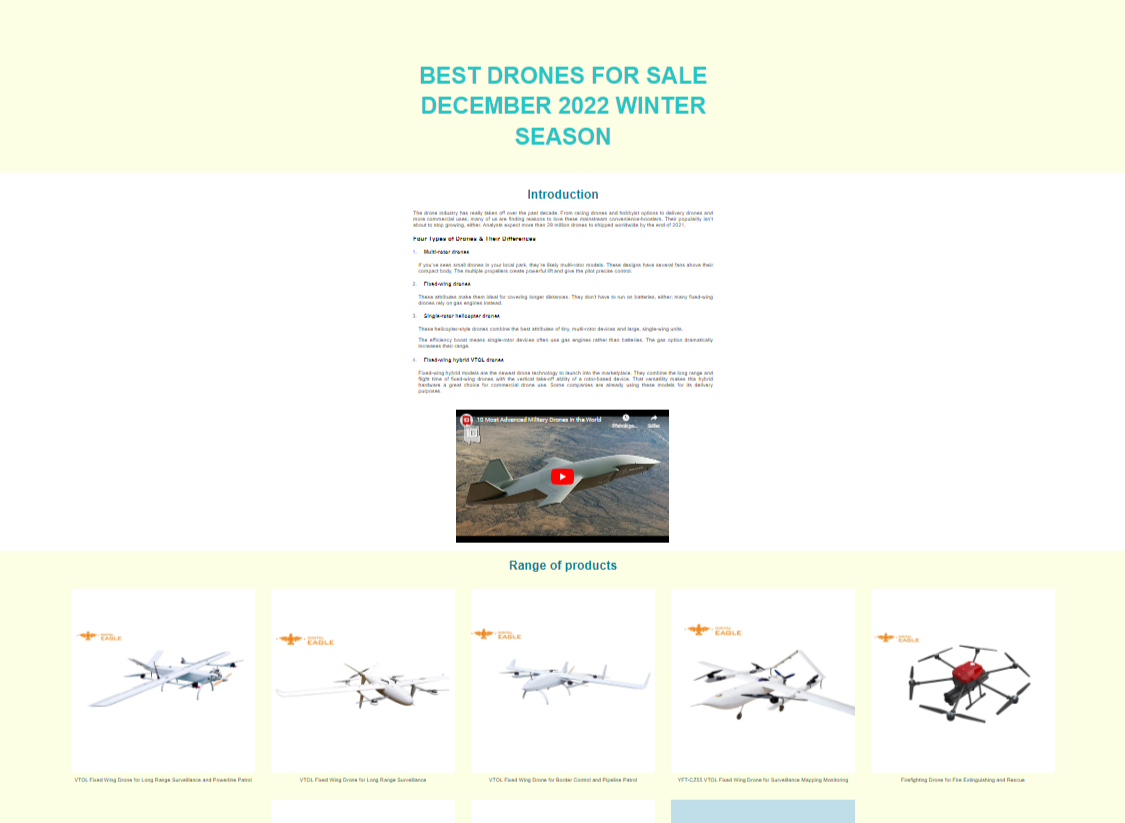 BEST DRONES FOR SALE
DECEMBER 2022 WINTER
SEASON
Introduction
The drone industry has really taken off over the past decade. From racing drones and hobbyist options to delivery drones and
more commercial uses, many of us are finding reasons to love these mainstream convenience-boosters. Their popularity isn't
about to stop growing, either. Analysts expect more than 29 million drones to shipped worldwide by the end of 2021.
Four Types of Drones & Their Differences
1. Multi-rotor drones
If you've seen small drones in your local park, they're likely multi-rotor models. These designs have several fans above their
compact body. The multiple propellers create powerful lift and give the pilot precise control.
2. Fixed-wing drones
These attributes make them ideal for covering longer distances. They don't have to run on batteries, either; many fixed-wing
drones rely on gas engines instead.
3. Single-rotor helicopter drones
These helicopter-style drones combine the best attributes of tiny, multi-rotor devices and large, single-wing units.
The efficiency boost means single-rotor devices often use gas engines rather than batteries. The gas option dramatically
increases their range.
4. Fixed-wing hybrid VTOL drones
Fixed-wing hybrid models are the newest drone technology to launch into the marketplace. They combine the long range and
flight time of fixed-wing drones with the vertical take-off ability of a rotor-based device. That versatility makes this hybrid
hardware a great choice for commercial drone use. Some companies are already using these models for its delivery
purposes.
10 Most Advanced Military Drones in the World
Range of products
DIGITAL
EAGLE
DIGITAL
EAGLE
DIGITAL
EAGLE
DIGITAL
EAGLE
DIGITAL
EAGLE
VTOL Fixed Wing Drone for Long Range Surveillance and Powerline Patrol
VTOL Fixed Wing Drone for Long Range Surveillance
VTOL Fixed Wing Drone for Border Control and Pipeline Patrol
YFT-CZ55 VTOL Fixed Wing Drone for Surveillance Mapping Monitoring
Firefighting Drone for Fire Extinguishing and Rescue